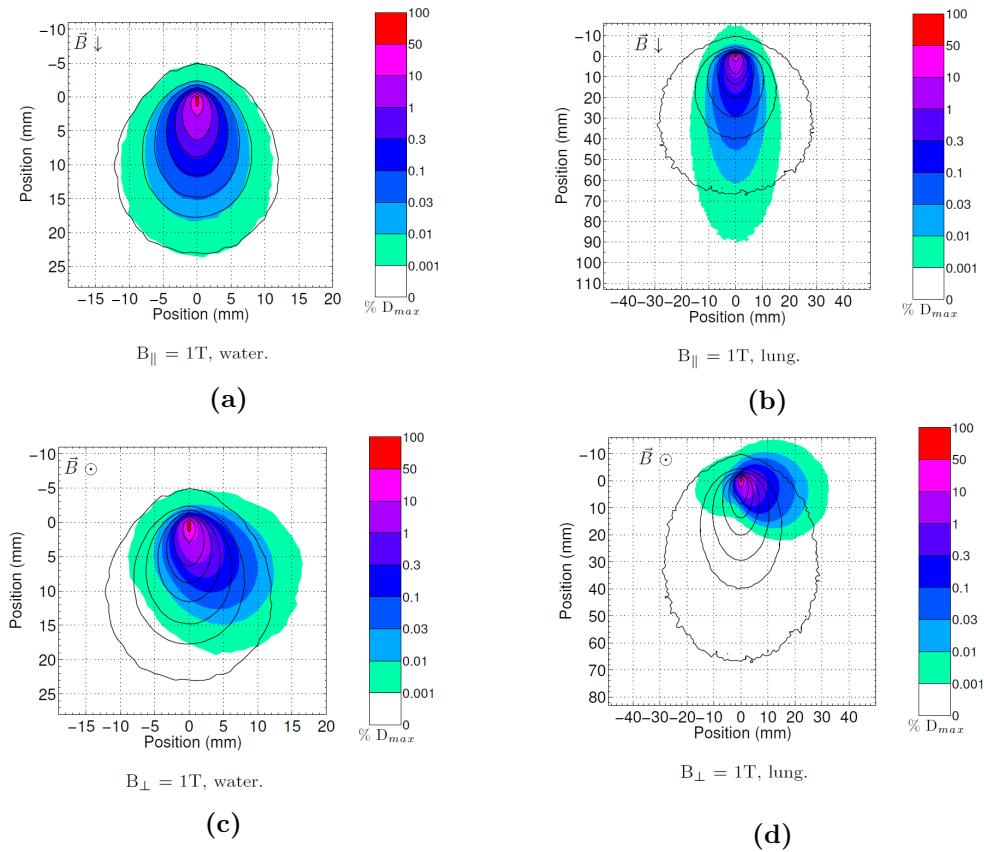 −10
−5
0
5
10
15
20
25
Position (mm)
B⃗ ↓
−15 −10 −5 0 5 10 15 20
Position (mm)
100
50
10
1
0.3
0.1
0.03
0.01
0.001
0
% Dmax
B∥ = 1T, water.
(a)
−10
0
10
20
30
40
50
60
70
80
90
100
110
Position (mm)
B⃗ ↓
−40 −30 −20 −10 0 10 20 30 40
Position (mm)
100
50
10
1
0.3
0.1
0.03
0.01
0.001
0
% Dmax
B∥ = 1T, lung.
(b)
−10
−5
0
5
10
15
20
25
Position (mm)
B⃗ ⊙
−15 −10 −5 0 5 10 15 20
Position (mm)
100
50
10
1
0.3
0.1
0.03
0.01
0.001
0
% Dmax
B⊥ = 1T, water.
(c)
−10
0
10
20
30
40
50
60
70
80
Position (mm)
B⃗ ⊙
−40 −30 −20 −10 0 10 20 30 40
Position (mm)
100
50
10
1
0.3
0.1
0.03
0.01
0.001
0
% Dmax
B⊥ = 1T, lung.
(d)